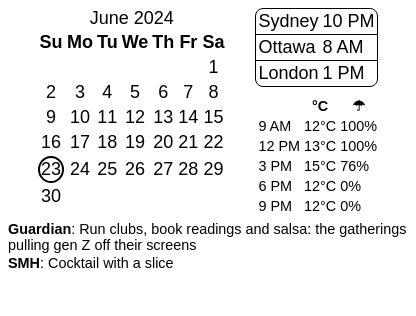 June 2024
Su Mo Tu We Th Fr Sa
1
2 3 4 5 6 7 8
9 10 11 12 13 14 15
16 17 18 19 20 21 22
23 24 25 26 27 28 29
30
Sydney 10 PM
Ottawa 8 AM
London 1 PM
°C ☂
9 AM 12°C 100%
12 PM 13°C 100%
3 PM 15°C 76%
6 PM 12°C 0%
9 PM 12°C 0%
Guardian: Run clubs, book readings and salsa: the gatherings
pulling gen Z off their screens
SMH: Cocktail with a slice